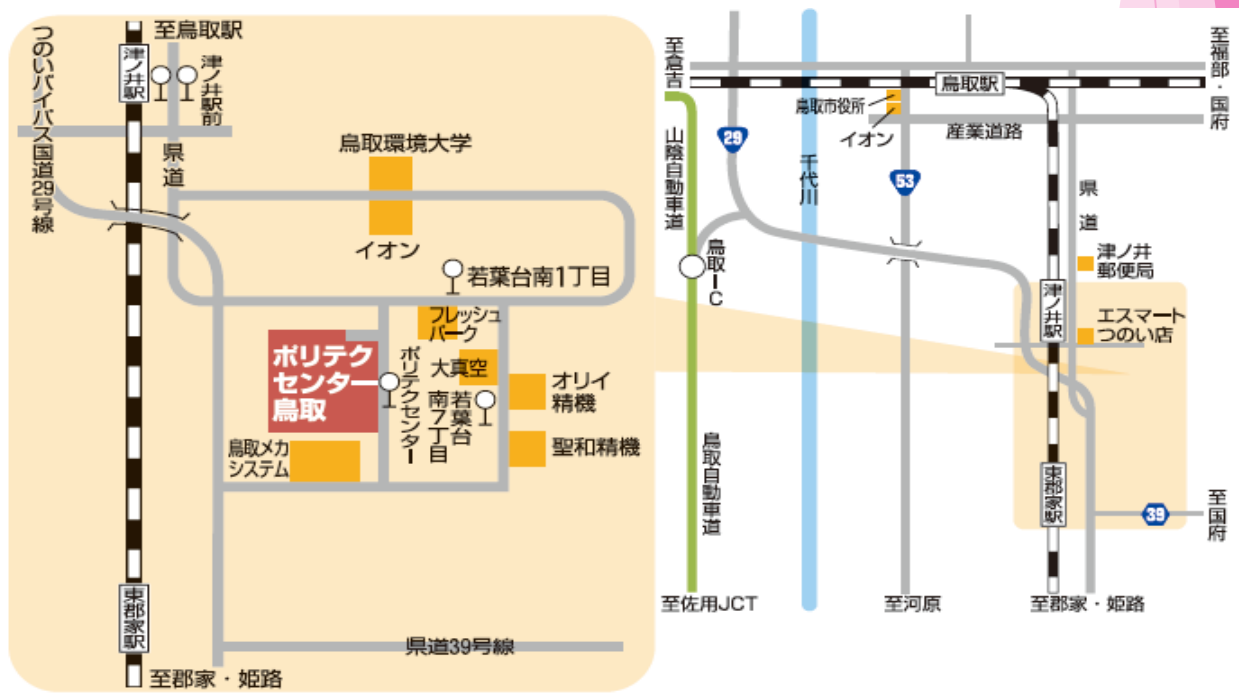 至鳥取駅
つのいバイパス国道29号線
津ノ井駅
津ノ井駅前
県道
鳥取環境大学
イオン
若葉台南1丁目
フレッシュ
パーク
ポリテク
センター
鳥取
ポリテクセンター
大真空
若葉台
南7丁目
オリイ
精機
聖和精機
鳥取メカ
システム
東郡家駅
県道39号線
至郡家・姫路
至倉吉
至福部・国府
鳥取駅
鳥取市役所
イオン
産業道路
山陰自動車道
29
千代川
53
県道
鳥取IC
津ノ井
郵便局
津ノ井駅
エスマート
つのい店
鳥取自動車道
東郡家駅
39
至国府
至佐用JCT
至河原
至郡家・姫路